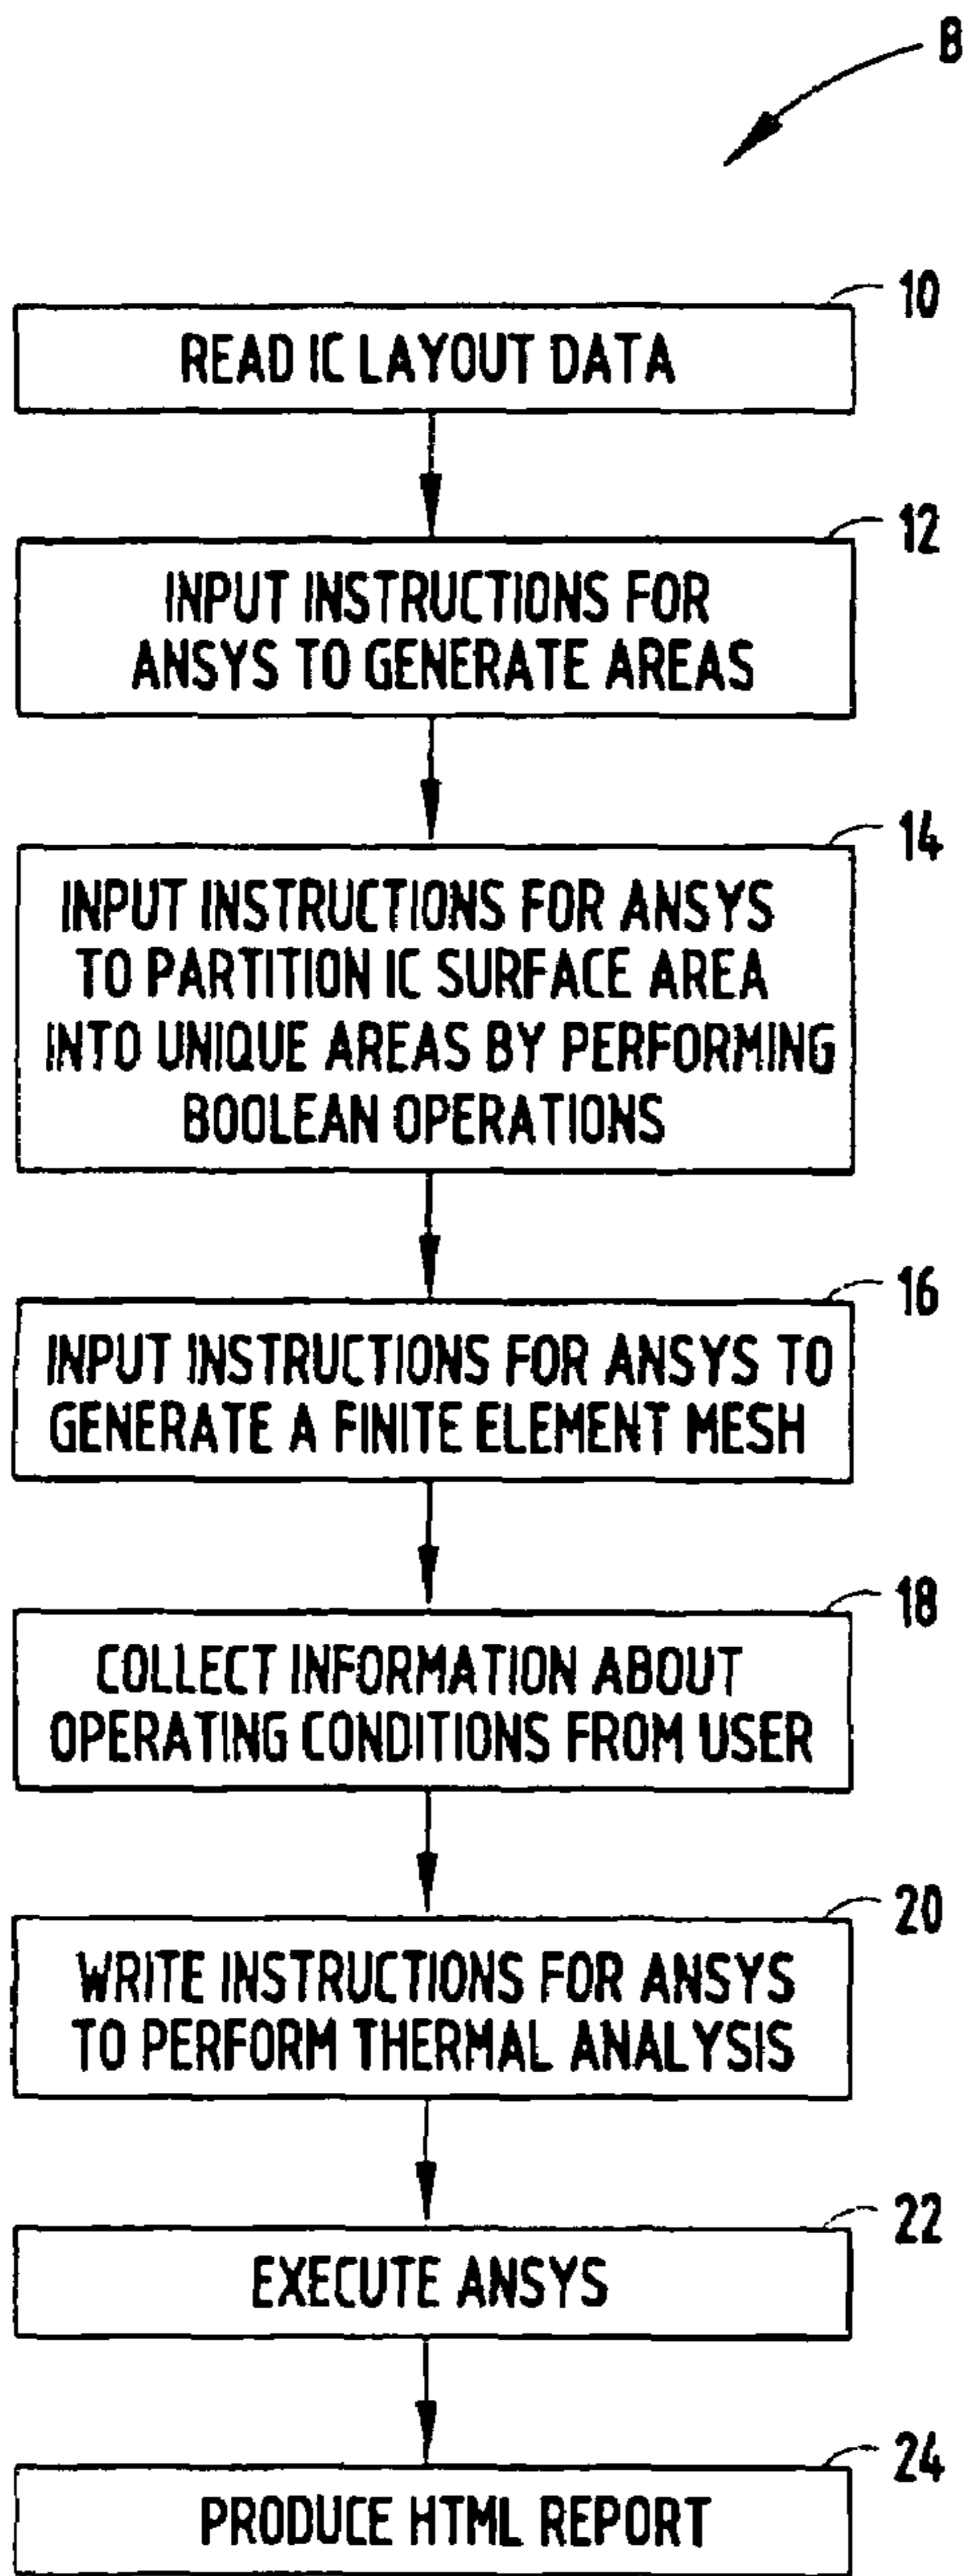 B
10
READ IC LAYOUT DATA
12
INPUT INSTRUCTIONS FOR
ANSYS TO GENERATE AREAS
14
INPUT INSTRUCTIONS FOR ANSYS
TO PARTITION IC SURFACE AREA
INTO UNIQUE AREAS BY PERFORMING
BOOLEAN OPERATIONS
16
INPUT INSTRUCTIONS FOR ANSYS TO
GENERATE A FINITE ELEMENT MESH
18
COLLECT INFORMATION ABOUT
OPERATING CONDITIONS FROM USER
20
WRITE INSTRUCTIONS FOR ANSYS
TO PERFORM THERMAL ANALYSIS
22
EXECUTE ANSYS
24
PRODUCE HTML REPORT